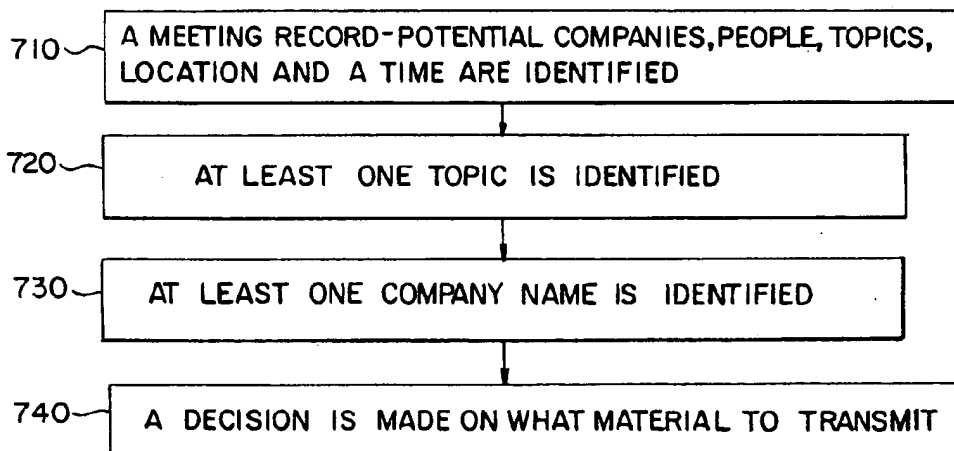 710 A MEETING RECORD-POTENTIAL COMPANIES, PEOPLE, TOPICS,
LOCATION AND A TIME ARE IDENTIFIED
720 AT LEAST ONE TOPIC IS IDENTIFIED
730 AT LEAST ONE COMPANY NAME IS IDENTIFIED
740 A DECISION IS MADE ON WHAT MATERIAL TO TRANSMIT